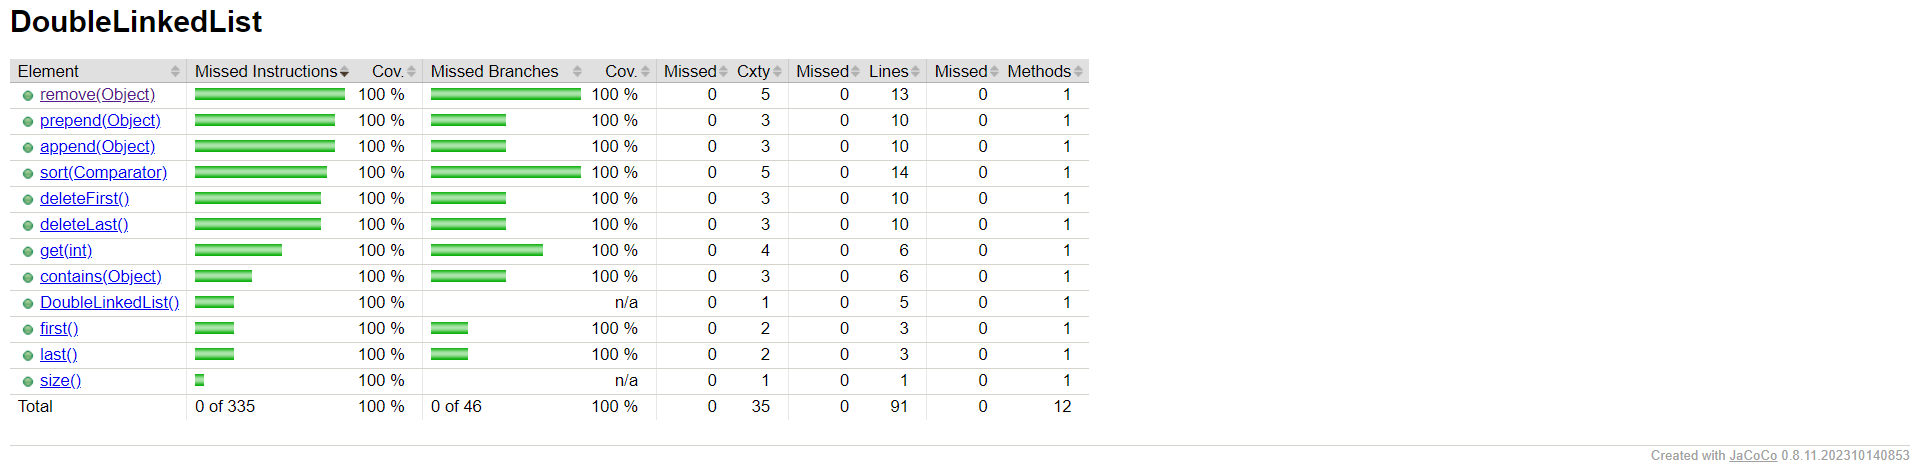 DoubleLinkedList
Element Missed Instructions Cov. Missed Branches Cov. Missed Cxty Missed Lines Missed Methods
remove(Object) 100 % 100 % 0 5 0 13 0 1
prepend(Object) 100 % 100 % 0 3 0 10 0 1
append(Object) 100 % 100 % 0 3 0 10 0 1
sort(Comparator) 100 % 100 % 0 5 0 14 0 1
deleteFirst() 100 % 100 % 0 3 0 10 0 1
deleteLast() 100 % 100 % 0 3 0 10 0 1
get(int) 100 % 100 % 0 4 0 6 0 1
contains(Object) 100 % 100 % 0 3 0 6 0 1
DoubleLinkedList() 100 % n/a 0 1 0 5 0 1
first() 100 % 100 % 0 2 0 3 0 1
last() 100 % 100 % 0 2 0 3 0 1
size() 100 % n/a 0 1 0 1 0 1
Total 0 of 335 100 % 0 of 46 100 % 0 35 0 91 0 12
Created with JaCoCo 0.8.11.202310140853